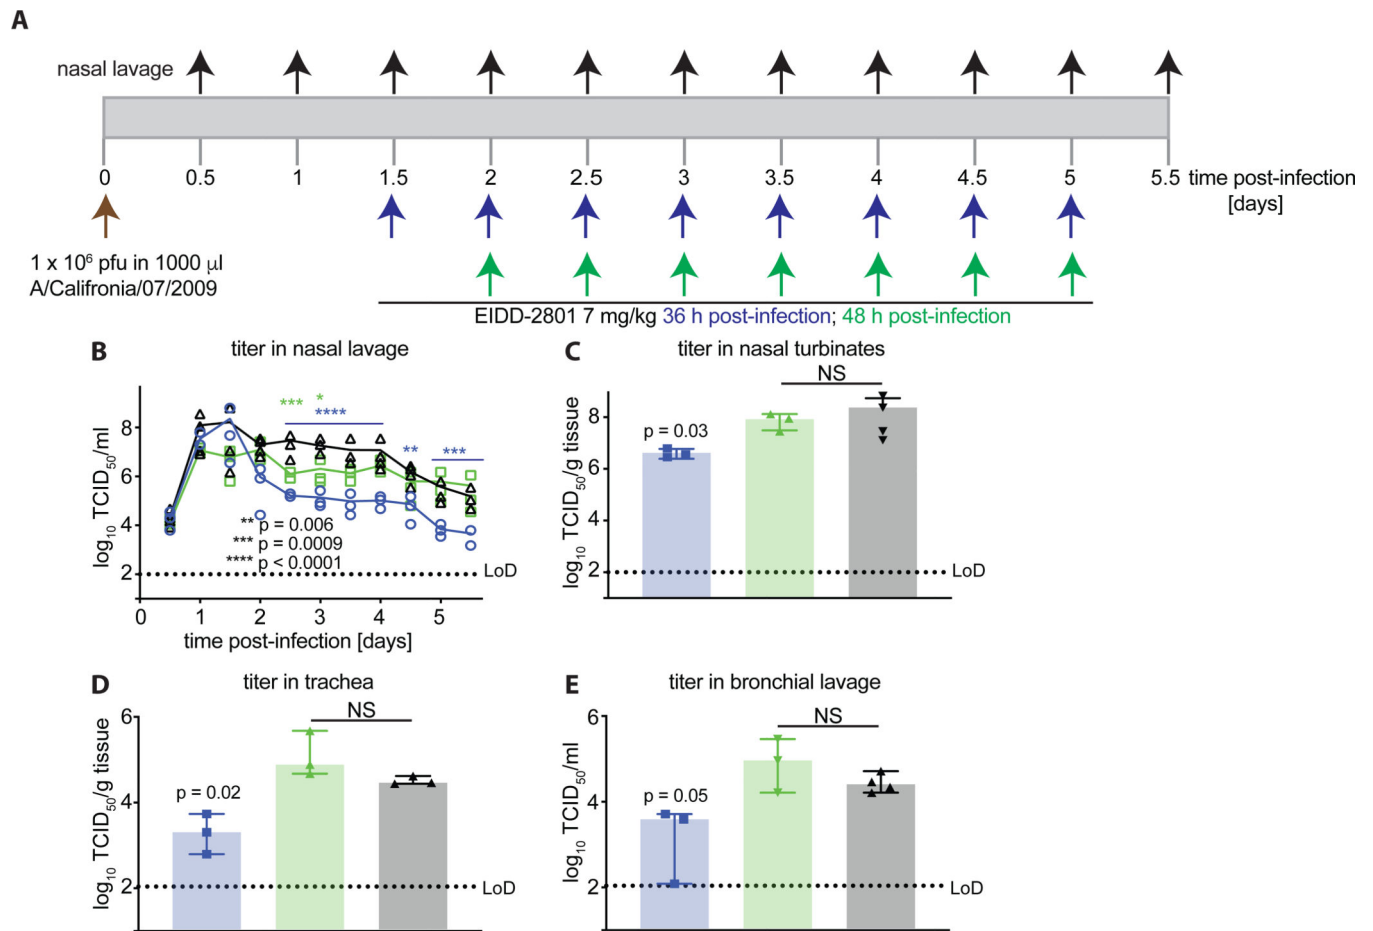 A
nasal lavage
0 0.5 1 1.5 2 2.5 3 3.5 4 4.5 5 5.5 time post-infection
[days]
1 x 10⁶ pfu in 1000 µl
A/Califronia/07/2009
EIDD-2801 7 mg/kg 36 h post-infection; 48 h post-infection
B titer in nasal lavage
log₁₀ TCID₅₀/ml
8
6
4
2
*** *
****
** ***
** p = 0.006
*** p = 0.0009
**** p < 0.0001
LoD
0 1 2 3 4 5
time post-infection [days]
C titer in nasal turbinates
log₁₀ TCID₅₀/g tissue
8
6
4
2
NS
p = 0.03
LoD
D titer in trachea
log₁₀ TCID₅₀/g tissue
6
4
2
NS
p = 0.02
LoD
E titer in bronchial lavage
log₁₀ TCID₅₀/ml
6
4
2
NS
p = 0.05
LoD